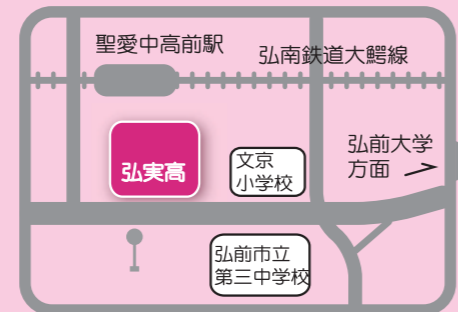 聖愛中高前駅
弘南鉄道大鰐線
弘実高
文京
小学校
弘前大学
方面
弘前市立
第三中学校